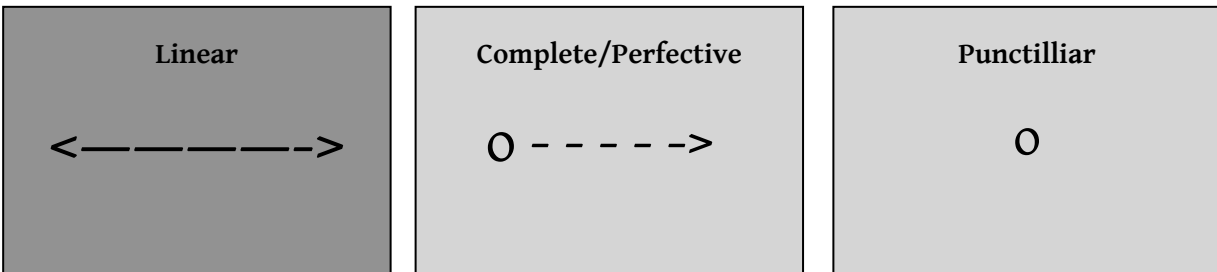 Linear
<— — — — -->
Complete/Perfective
O - - - - ->
Punctilliar
O